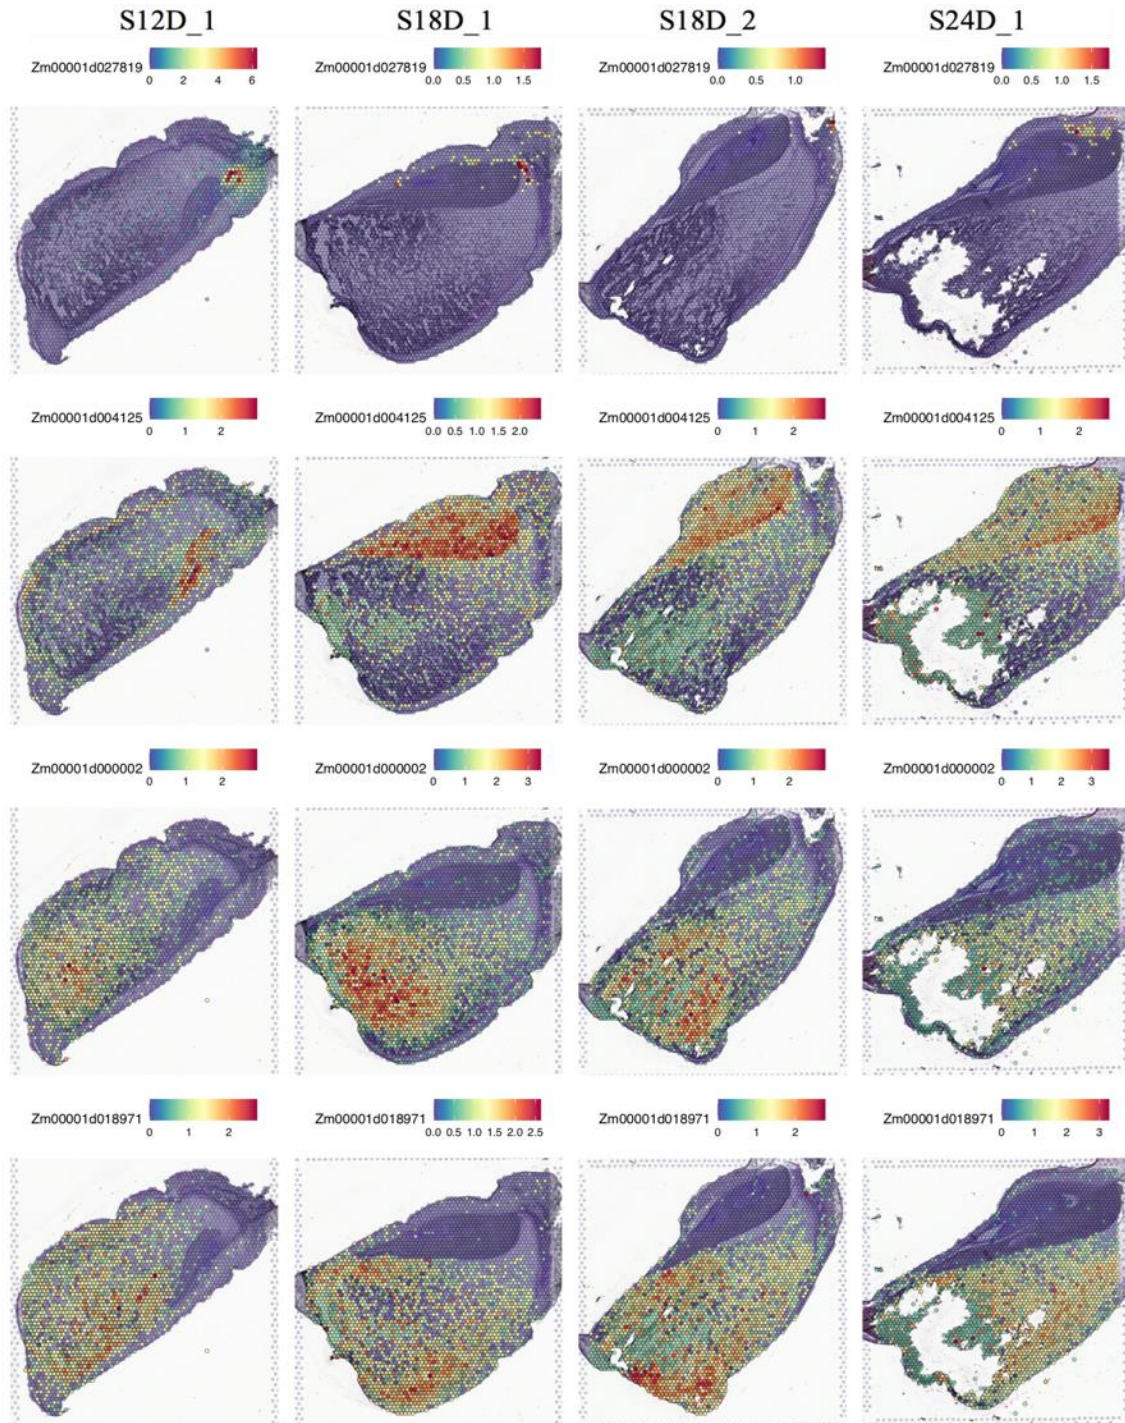 S12D_1 S18D_1 S18D_2 S24D_1
Zm00001d027819 Zm00001d027819 Zm00001d027819 Zm00001d027819
0 2 4 6 0.0 0.5 1.0 1.5 0.0 0.5 1.0 0.0 0.5 1.0 1.5
Zm00001d004125 Zm00001d004125 Zm00001d004125 Zm00001d004125
0 1 2 0.0 0.5 1.0 1.5 2.0 0 1 2 0 1 2
Zm00001d000002 Zm00001d000002 Zm00001d000002 Zm00001d000002
0 1 2 0 1 2 3 0 1 2 0 1 2 3
Zm00001d018971 Zm00001d018971 Zm00001d018971 Zm00001d018971
0 1 2 0.0 0.5 1.0 1.5 2.0 2.5 0 1 2 0 1 2 3